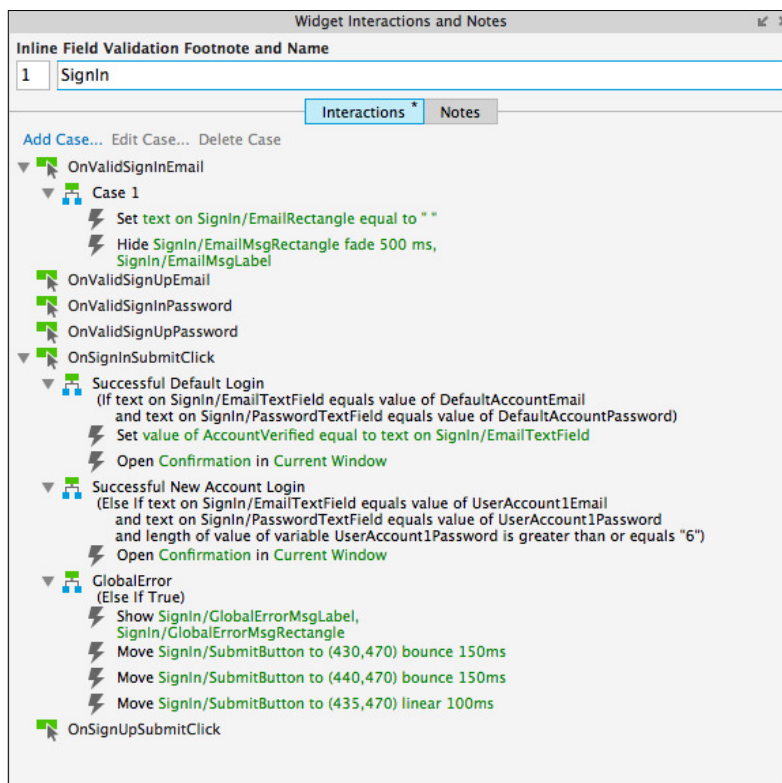 Widget Interactions and Notes
Inline Field Validation Footnote and Name
1 SignIn
Interactions * Notes
Add Case... Edit Case... Delete Case
OnValidSignInEmail
Case 1
Set text on SignIn/EmailRectangle equal to " "
Hide SignIn/EmailMsgRectangle fade 500 ms,
SignIn/EmailMsgLabel
OnValidSignUpEmail
OnValidSignInPassword
OnValidSignUpPassword
OnSignInSubmitClick
Successful Default Login
(If text on SignIn/EmailTextField equals value of DefaultAccountEmail
and text on SignIn/PasswordTextField equals value of DefaultAccountPassword)
Set value of AccountVerified equal to text on SignIn/EmailTextField
Open Confirmation in Current Window
Successful New Account Login
(Else If text on SignIn/EmailTextField equals value of UserAccount1Email
and text on SignIn/PasswordTextField equals value of UserAccount1Password
and length of value of variable UserAccount1Password is greater than or equals "6")
Open Confirmation in Current Window
GlobalError
(Else If True)
Show SignIn/GlobalErrorMsgLabel,
SignIn/GlobalErrorMsgRectangle
Move SignIn/SubmitButton to (430,470) bounce 150ms
Move SignIn/SubmitButton to (440,470) bounce 150ms
Move SignIn/SubmitButton to (435,470) linear 100ms
OnSignUpSubmitClick